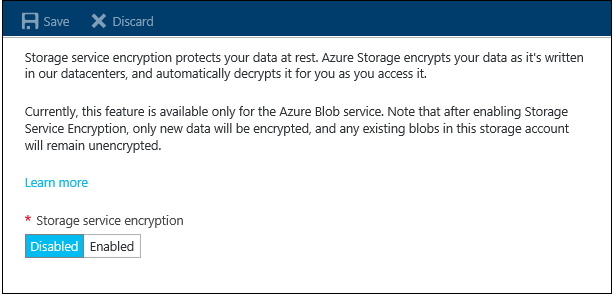 Save Discard
Storage service encryption protects your data at rest. Azure Storage encrypts your data as it's written
in our datacenters, and automatically decrypts it for you as you access it.
Currently, this feature is available only for the Azure Blob service. Note that after enabling Storage
Service Encryption, only new data will be encrypted, and any existing blobs in this storage account
will remain unencrypted.
Learn more
* Storage service encryption
Disabled Enabled